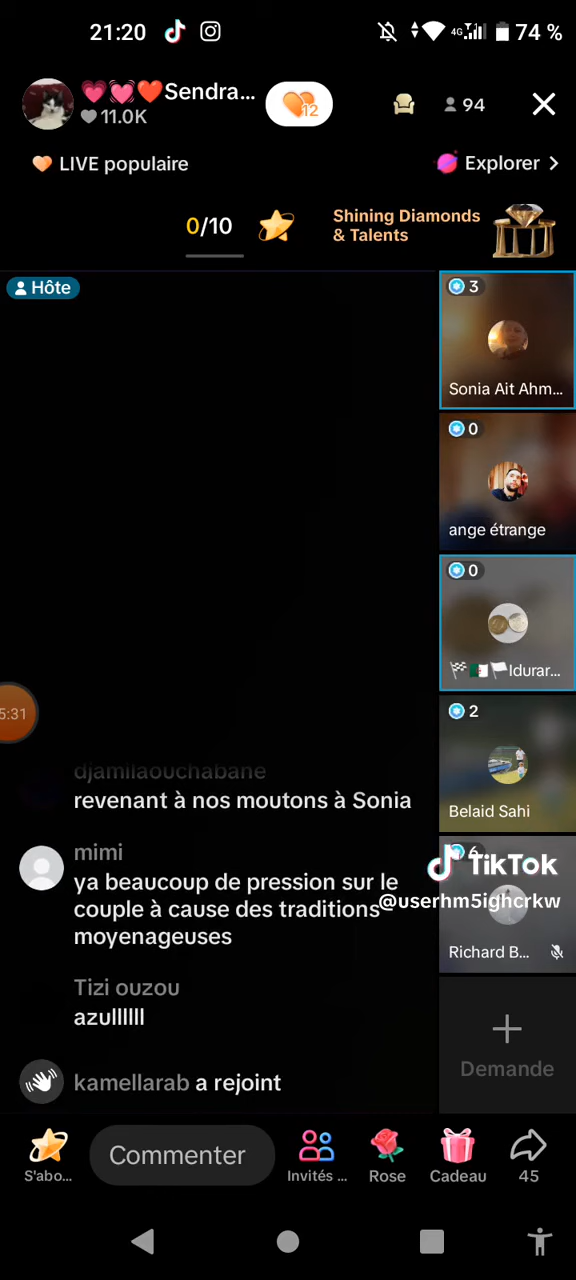 21:20
4G
74 %
💗💓❤️Sendra...
11.0K
12
94
LIVE populaire
Explorer
0/10
Shining Diamonds
& Talents
Hôte
3
Sonia Ait Ahm...
0
ange étrange
0
🏁🇩🇿🏳Idurar...
5:31
2
Belaid Sahi
djamilaouchabane
revenant à nos moutons à Sonia
mimi
ya beaucoup de pression sur le
couple à cause des traditions
moyenageuses
TikTok
@userhm5ighcrkw
Richard B...
Tizi ouzou
azullllll
kamellarab a rejoint
Demande
S'abo...
Commenter
Invités ...
Rose
Cadeau
45